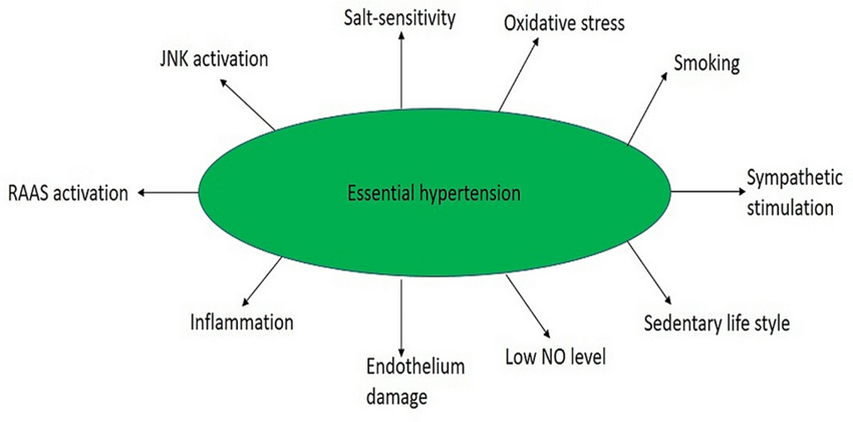 Salt-sensitivity
Oxidative stress
JNK activation
Smoking
RAAS activation
Essential hypertension
Sympathetic
stimulation
Inflammation
Sedentary life style
Low NO level
Endothelium
damage